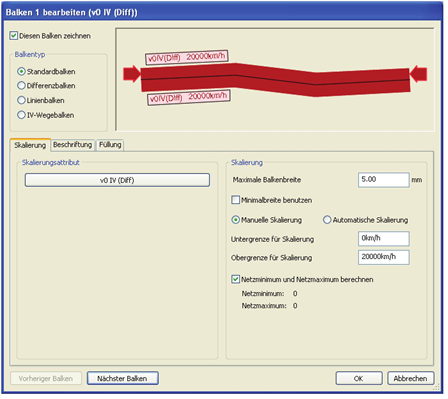 Balken 1 bearbeiten (v0 IV (Diff))
Diesen Balken zeichnen
Balkentyp
Standardbalken
Differenzbalken
Linienbalken
IV-Wegebalken
v0IV(Diff) 20000km/h
v0IV(Diff) 20000km/h
Skalierung Beschriftung Füllung
Skalierungsattribut
v0 IV (Diff)
Skalierung
Maximale Balkenbreite 5.00 mm
Minimalbreite benutzen
Manuelle Skalierung Automatische Skalierung
Untergrenze für Skalierung 0km/h
Obergrenze für Skalierung 20000km/h
Netzminimum und Netzmaximum berechnen
Netzminimum: 0
Netzmaximum: 0
Vorheriger Balken Nächster Balken OK Abbrechen